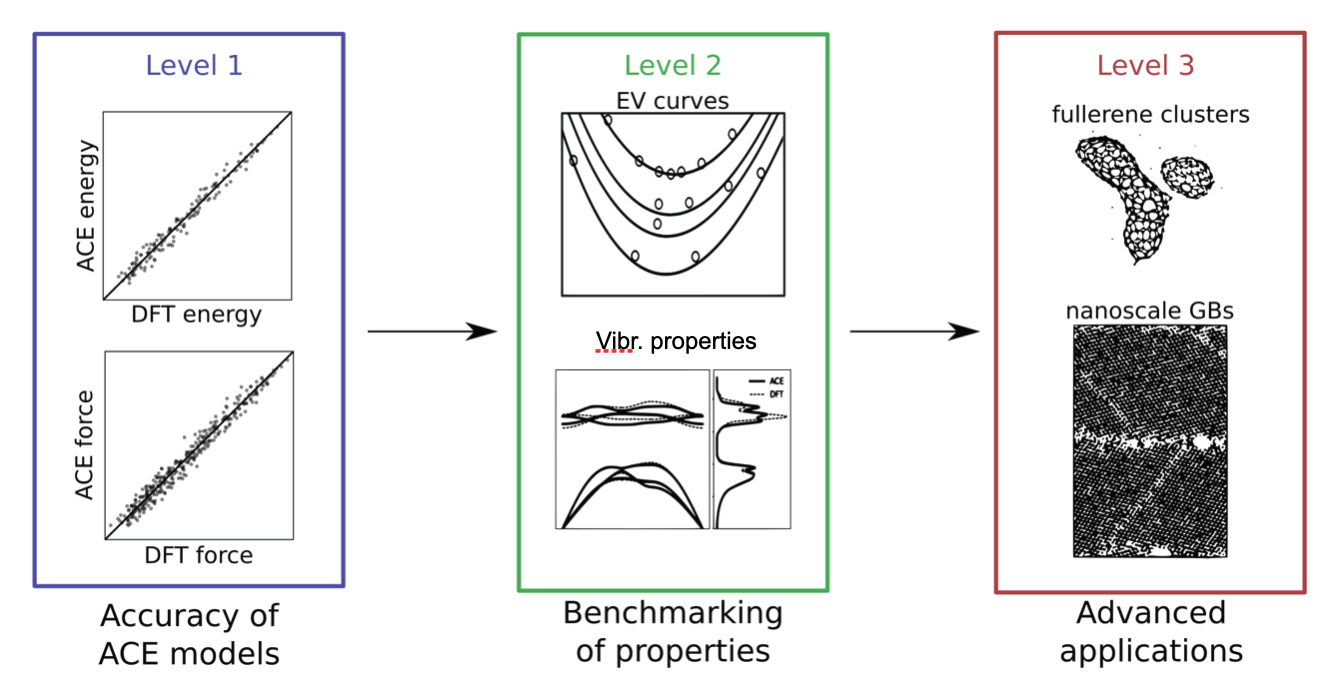 Level 1
ACE energy
DFT energy
ACE force
DFT force
Accuracy of
ACE models
Level 2
EV curves
Vibr. properties
ACE
DFT
Benchmarking
of properties
Level 3
fullerene clusters
nanoscale GBs
Advanced
applications